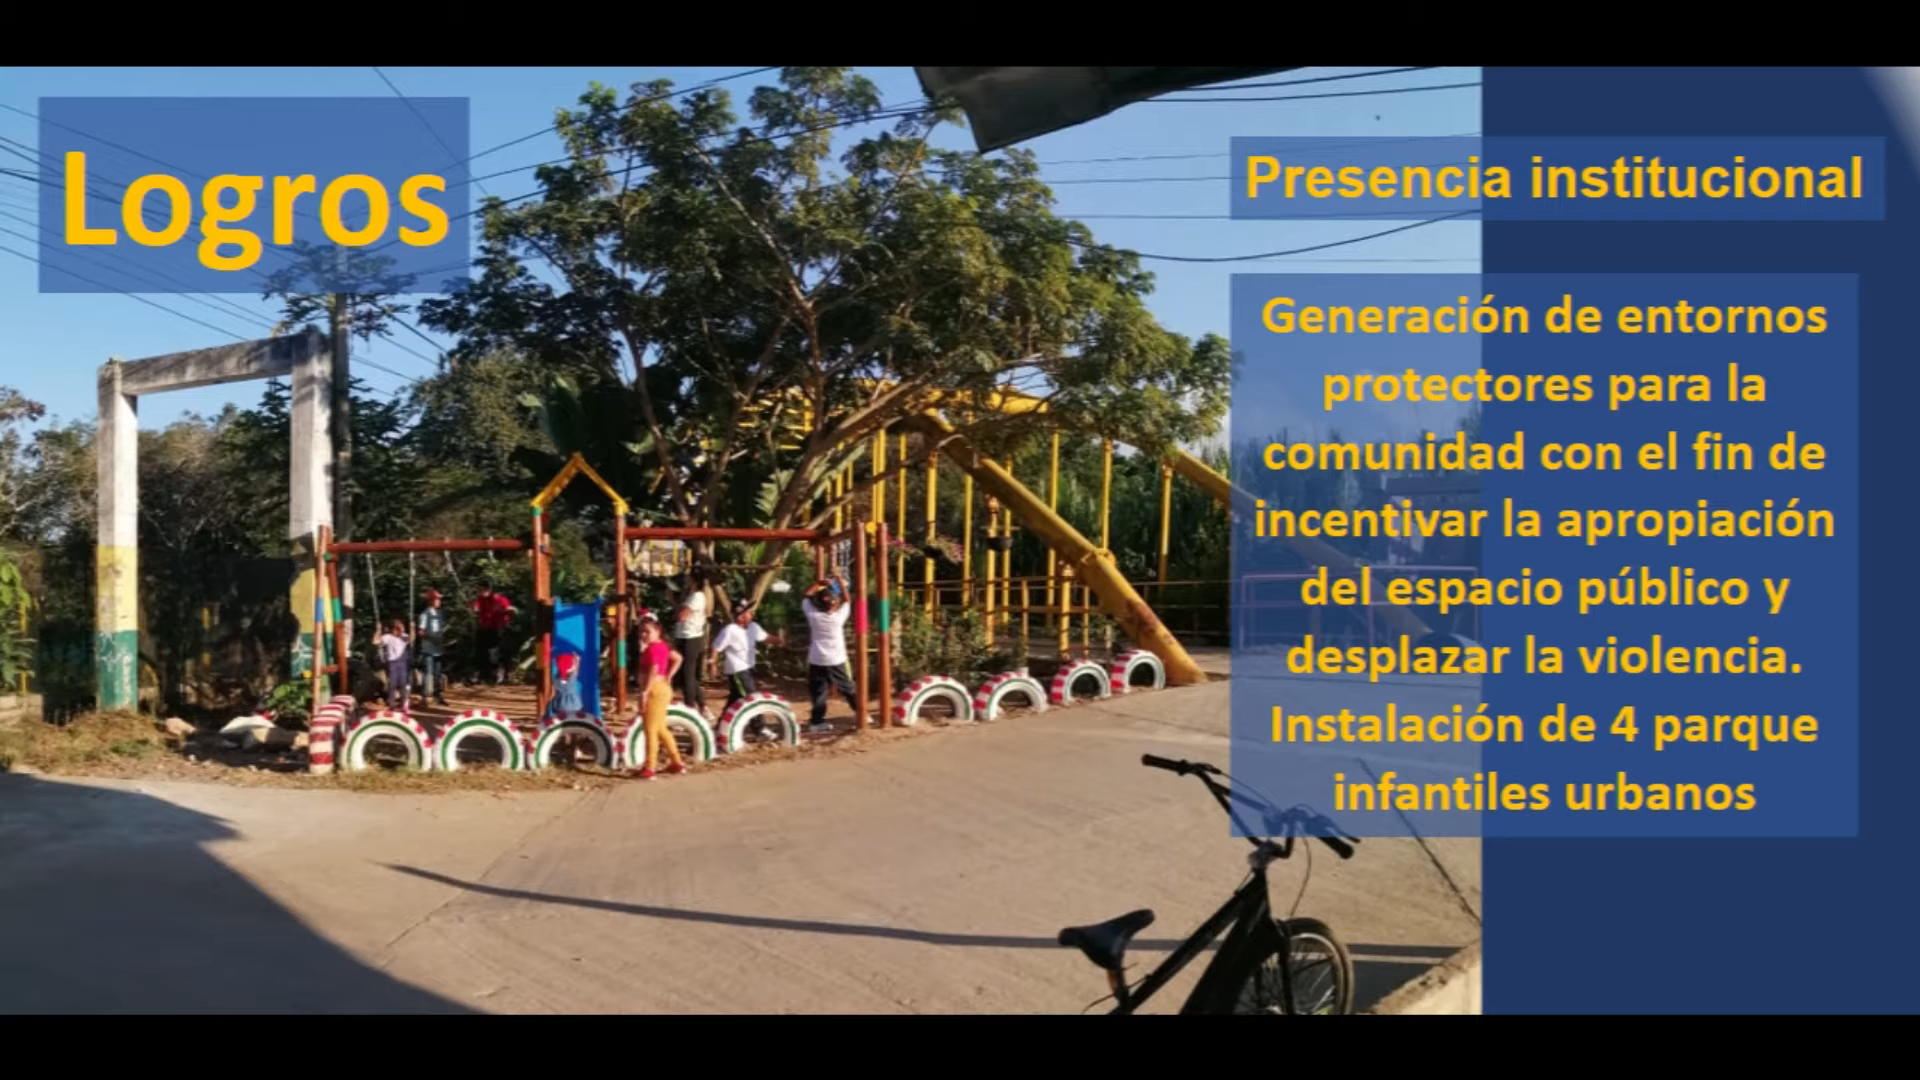 Logros
Presencia institucional
Generación de entornos
protectores para la
comunidad con el fin de
incentivar la apropiación
del espacio público y
desplazar la violencia.
Instalación de 4 parque
infantiles urbanos